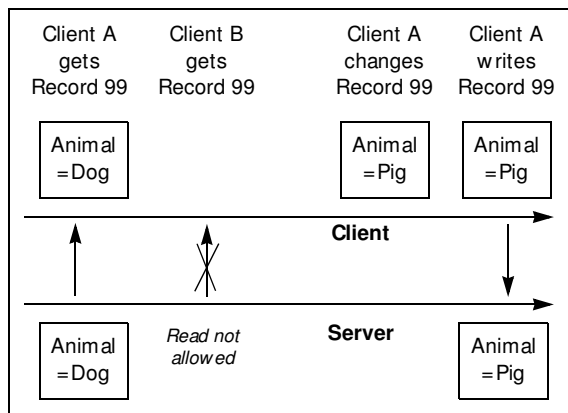 Client A
gets
Record 99
Client B
gets
Record 99
Client A
changes
Record 99
Client A
writes
Record 99
Animal
=Dog
Animal
=Pig
Animal
=Pig
Client
Animal
=Dog
Read not
allowed
Server
Animal
=Pig